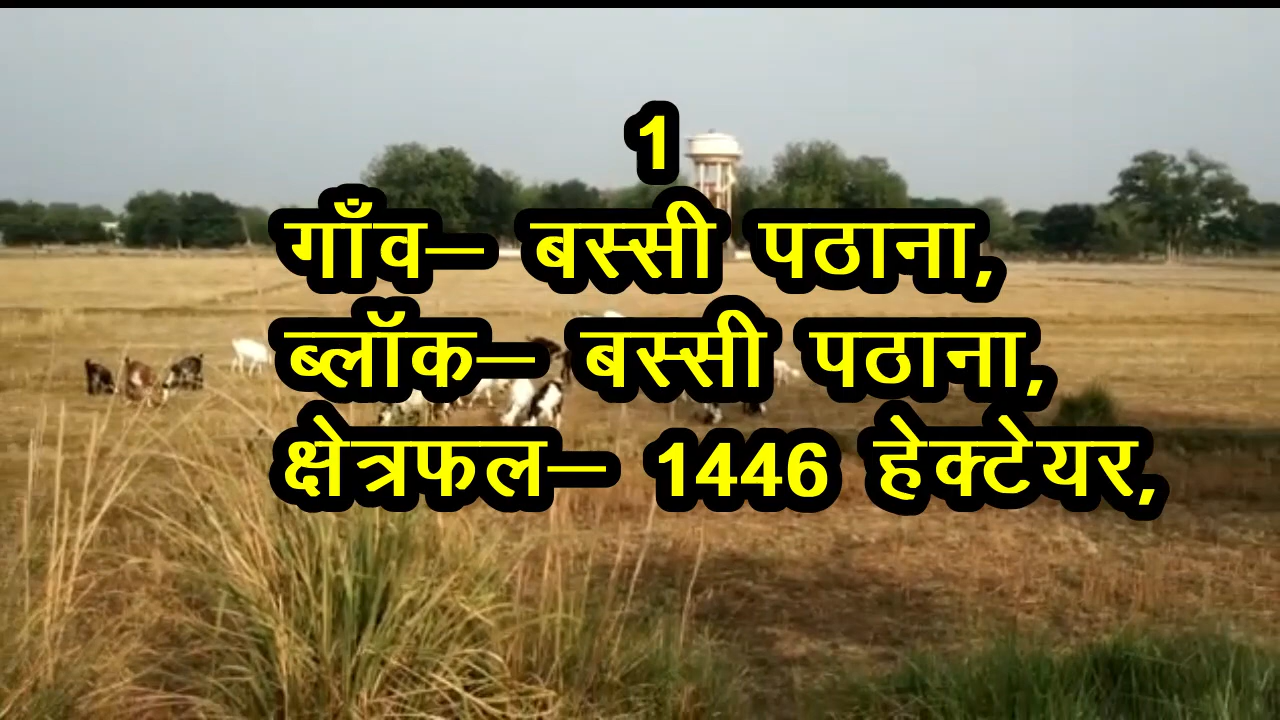 1
गाँव– बस्सी पठाना,
ब्लॉक– बस्सी पठाना,
क्षेत्रफल– 1446 हेक्टेयर,